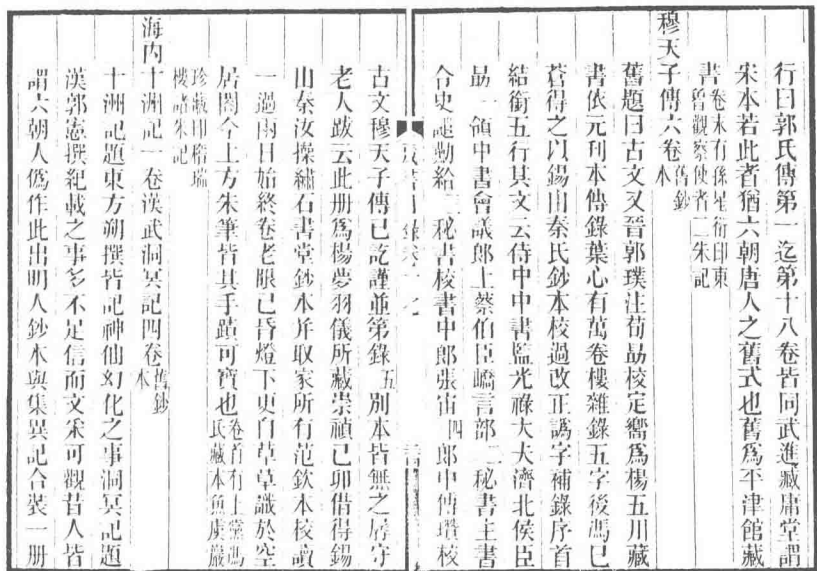 行曰郭氏傳第一迄第十八卷皆同武進臧庸堂謂
宋本若此者猶六朝唐人之舊式也舊爲平津館藏
書卷末有孫星衍印東
曾觀察使者二朱記
穆天子傳六卷舊鈔
本
舊題曰古文又晉郭璞注荀勗校定嚮爲楊五川藏
書依元刊本傳錄葉心有萬卷樓雜錄五字後馮己
蒼得之以錫山秦氏鈔本校過改正譌字補錄序首
結銜五行其文云侍中中書監光祿大夫濟北侯臣
勗一領中書會議郎上蔡伯臣嶠言部二秘書主書
令史譴勳給三秘書校書中郎張宙四郎中傅瓚校
古文穆天子傳已訖謹並第錄五別本皆無之孱守
老人跋云此册爲楊夢羽儀所藏崇禎己卯借得錫
山秦汝操繡石書堂鈔本幷取家所有范欽本校讀
一過兩日始終卷老眼已昏燈下更自草草識於空
居閣今上方朱筆皆其手蹟可寶也卷首有上黨馮
氏藏本魚虞巖
珍藏印稽瑞
樓諸朱記
海內十洲記一卷漢武洞冥記四卷舊鈔
本
十洲記題東方朔撰皆記神仙幻化之事洞冥記題
漢郭憲撰紀載之事多不足信而文采可觀昔人皆
謂六朝人僞作此出明人鈔本與集異記合裝一册